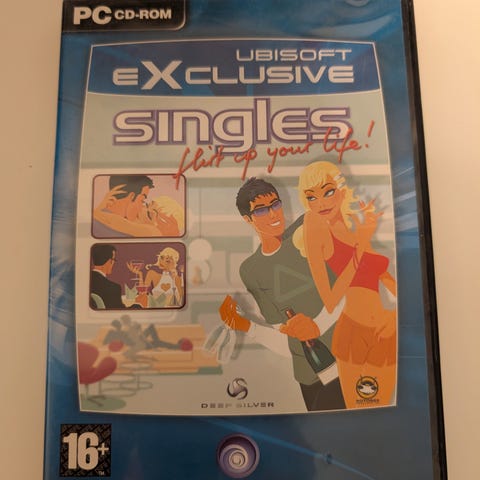 PC CD-ROM
UBISOFT
eXCLUSIVE
singles
flirt up your life!
DEEP SILVER
16+